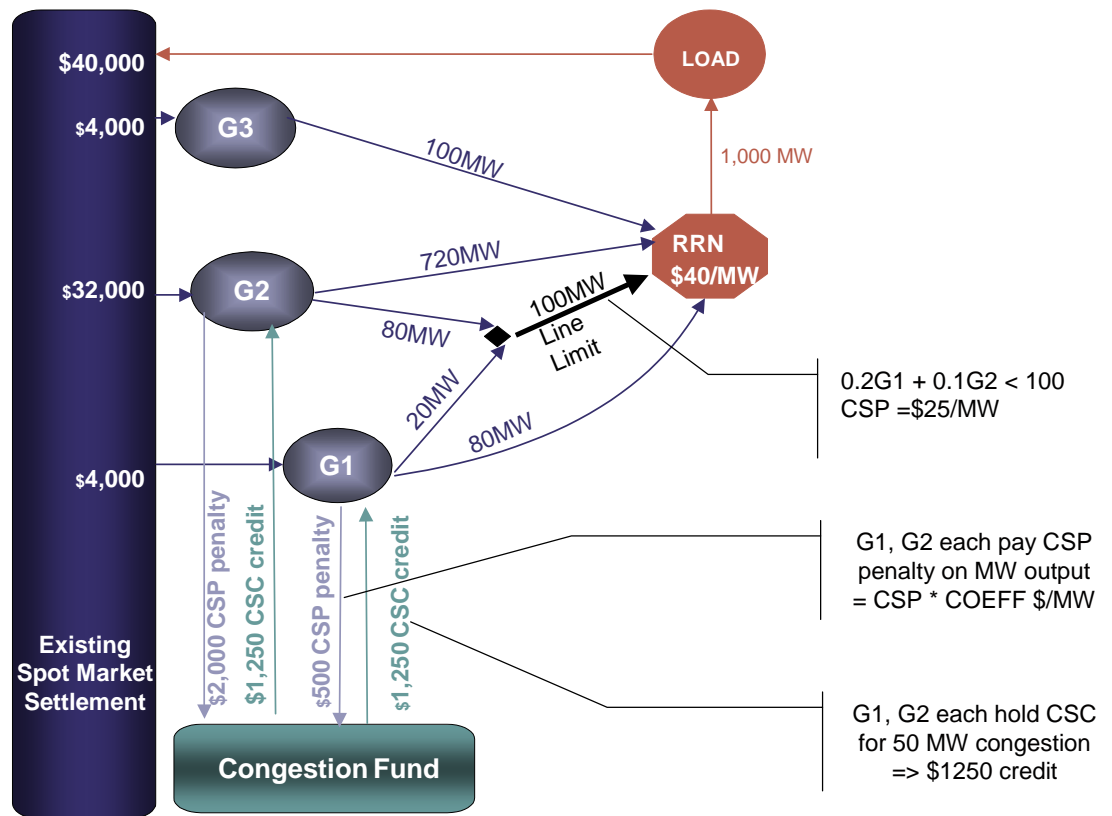 $40,000
LOAD
$4,000
G3
100MW
1,000 MW
RRN
$40/MW
720MW
$32,000
G2
100MW
Line
Limit
80MW
20MW
80MW
0.2G1 + 0.1G2 < 100
CSP =$25/MW
$4,000
G1
$2,000 CSP penalty
$1,250 CSC credit
$500 CSP penalty
$1,250 CSC credit
G1, G2 each pay CSP
penalty on MW output
= CSP * COEFF $/MW
Existing
Spot Market
Settlement
G1, G2 each hold CSC
for 50 MW congestion
=> $1250 credit
Congestion Fund